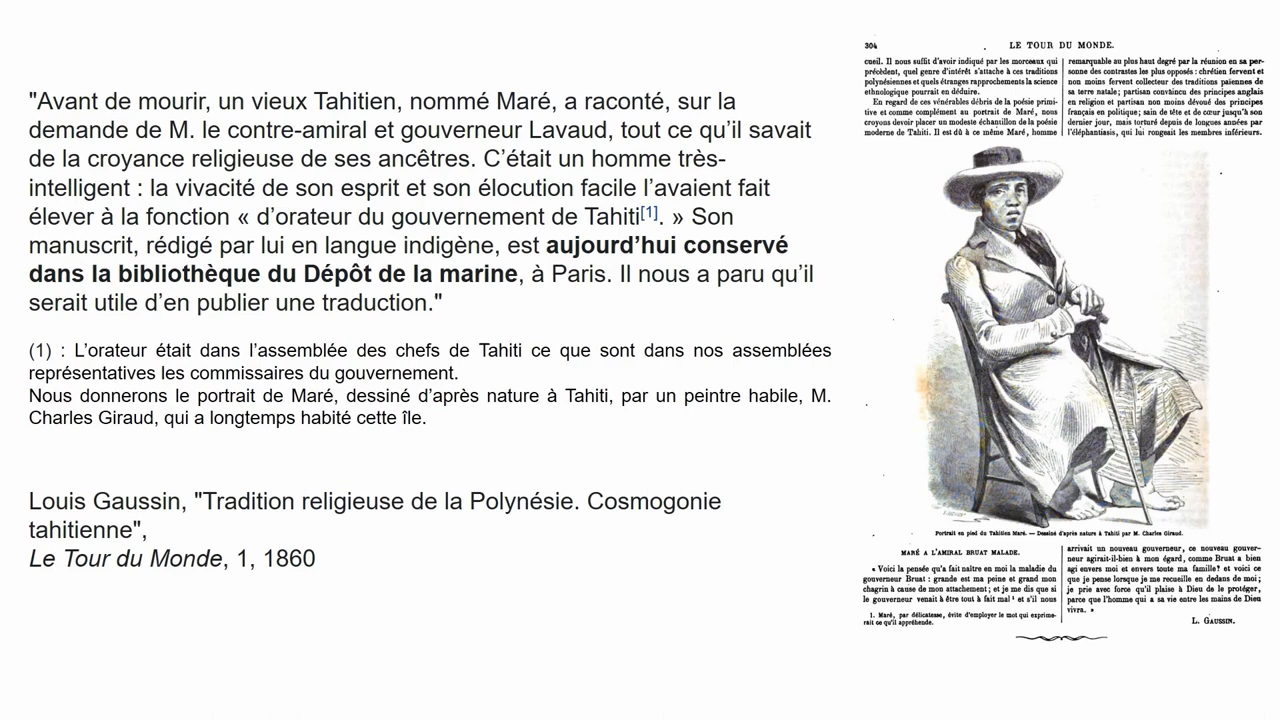 "Avant de mourir, un vieux Tahitien, nommé Maré, a raconté, sur la
demande de M. le contre-amiral et gouverneur Lavaud, tout ce qu’il savait
de la croyance religieuse de ses ancêtres. C’était un homme très-
intelligent : la vivacité de son esprit et son élocution facile l’avaient fait
élever à la fonction « d’orateur du gouvernement de Tahiti[1]. » Son
manuscrit, rédigé par lui en langue indigène, est aujourd’hui conservé
dans la bibliothèque du Dépôt de la marine, à Paris. Il nous a paru qu’il
serait utile d’en publier une traduction."
(1) : L’orateur était dans l’assemblée des chefs de Tahiti ce que sont dans nos assemblées
représentatives les commissaires du gouvernement.
Nous donnerons le portrait de Maré, dessiné d’après nature à Tahiti, par un peintre habile, M.
Charles Giraud, qui a longtemps habité cette île.
Louis Gaussin, "Tradition religieuse de la Polynésie. Cosmogonie
tahitienne",
Le Tour du Monde, 1, 1860
304
LE TOUR DU MONDE.
cueil. Il nous suffit d’avoir indiqué par les morceaux qui
précèdent, quel genre d’intérêt s’attache à ces traditions
polynésiennes et quels étranges rapprochements la science
ethnologique pourrait en déduire.
En regard de ces vénérables débris de la poésie primi-
tive et comme complément au portrait de Maré, nous
croyons devoir placer un modeste échantillon de la poésie
moderne de Tahiti. Il est dû à ce même Maré, homme
remarquable au plus haut degré par la réunion en sa per-
sonne des contrastes les plus opposés : chrétien fervent et
non moins fervent collecteur des traditions païennes de
sa terre natale; partisan convaincu des principes anglais
en religion et partisan non moins dévoué des principes
français en politique; sain de tête et de cœur jusqu’à son
dernier jour, mais torturé depuis de longues années par
l’éléphantiasis, qui lui rongeait les membres inférieurs.
Portrait en pied du Tahitien Maré. — Dessiné d’après nature à Tahiti par M. Charles Giraud.
MARÉ A L’AMIRAL BRUAT MALADE.
« Voici la pensée qu’a fait naître en moi la maladie du
gouverneur Bruat : grande est ma peine et grand mon
chagrin à cause de mon attachement; et je me dis que si
le gouverneur venait à être tout à fait mal¹ et s’il nous
1. Maré, par délicatesse, évite d’employer le mot qui exprime-
rait ce qu’il appréhende.
arrivait un nouveau gouverneur, ce nouveau gouver-
neur agirait-il-bien à mon égard, comme Bruat a bien
agi envers moi et envers toute ma famille? et voici ce
que je pense lorsque je me recueille en dedans de moi;
je prie avec force qu’il plaise à Dieu de le protéger,
parce que l’homme qui a sa vie entre les mains de Dieu
vivra. »
L. GAUSSIN.